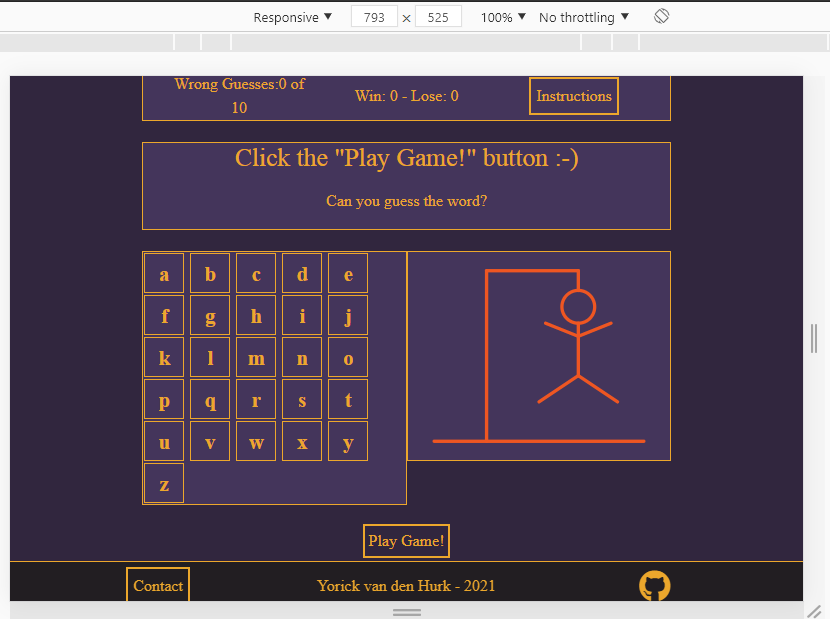 Responsive ▼ 793 × 525 100% ▼ No throttling ▼
Wrong Guesses:0 of
10
Win: 0 - Lose: 0
Instructions
Click the "Play Game!" button :-)
Can you guess the word?
a b c d e
f g h i j
k l m n o
p q r s t
u v w x y
z
Play Game!
Contact
Yorick van den Hurk - 2021